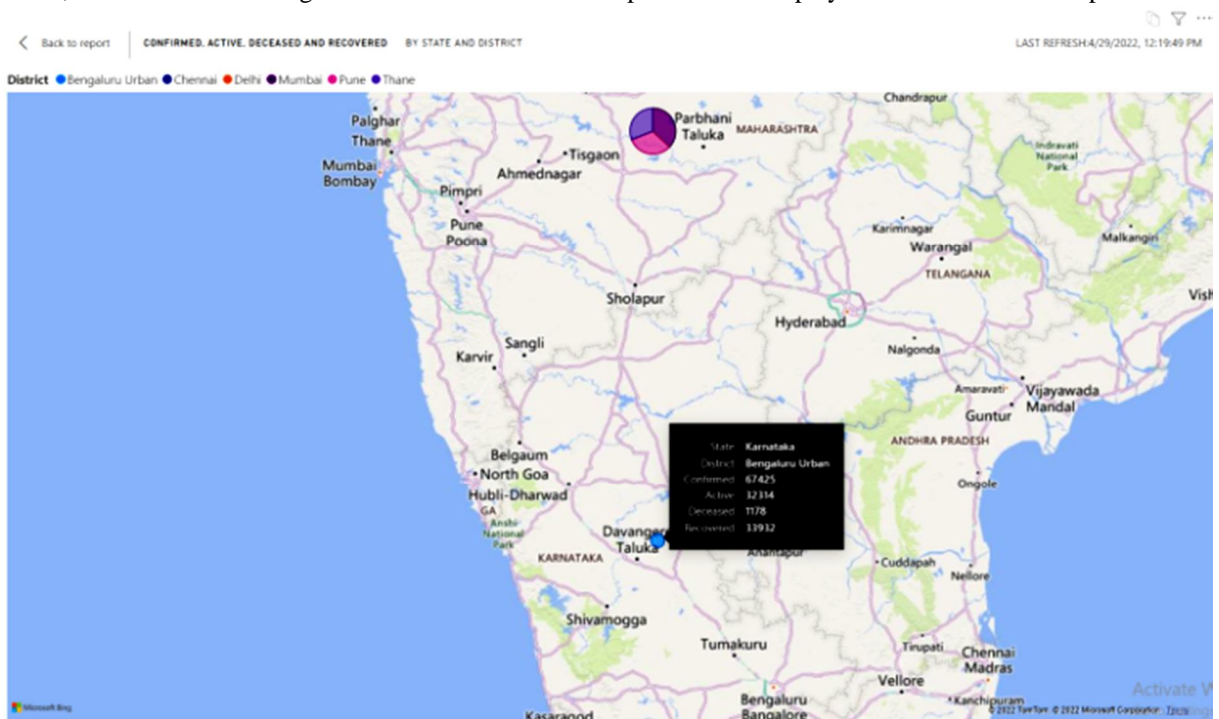 Back to report
CONFIRMED, ACTIVE, DECEASED AND RECOVERED BY STATE AND DISTRICT
LAST REFRESH:4/29/2022, 12:19:49 PM
District Bengaluru Urban Chennai Delhi Mumbai Pune Thane
Chandrapur
Palghar
Parbhani
Taluka
MAHARASHTRA
Thane
Tisgaon
Indravati
National
Park
Mumbai
Bombay
Ahmednagar
Pimpri
Pune
Poona
Karimnagar
Malkangiri
Warangal
TELANGANA
Sholapur
Hyderabad
Sangli
Karvir
Nalgonda
Amaravati
Vijayawada
Mandal
Guntur
ANDHRA PRADESH
State Karnataka
District Bengaluru Urban
Confirmed 67425
Active 32314
Deceased 1178
Recovered 33932
Belgaum
North Goa
Hubli-Dharwad
GA
Anshi
National
Park
Ongole
Taluka
KARNATAKA
Anantapur
Cuddapah
Nellore
Shivamogga
Tumakuru
Tirupati
Chennai
Madras
Vellore
Kanchipuram
Bengaluru
Bangalore
Kasaragod
Activate
Microsoft Bing
© 2022 TomTom, © 2022 Microsoft Corporation Terms